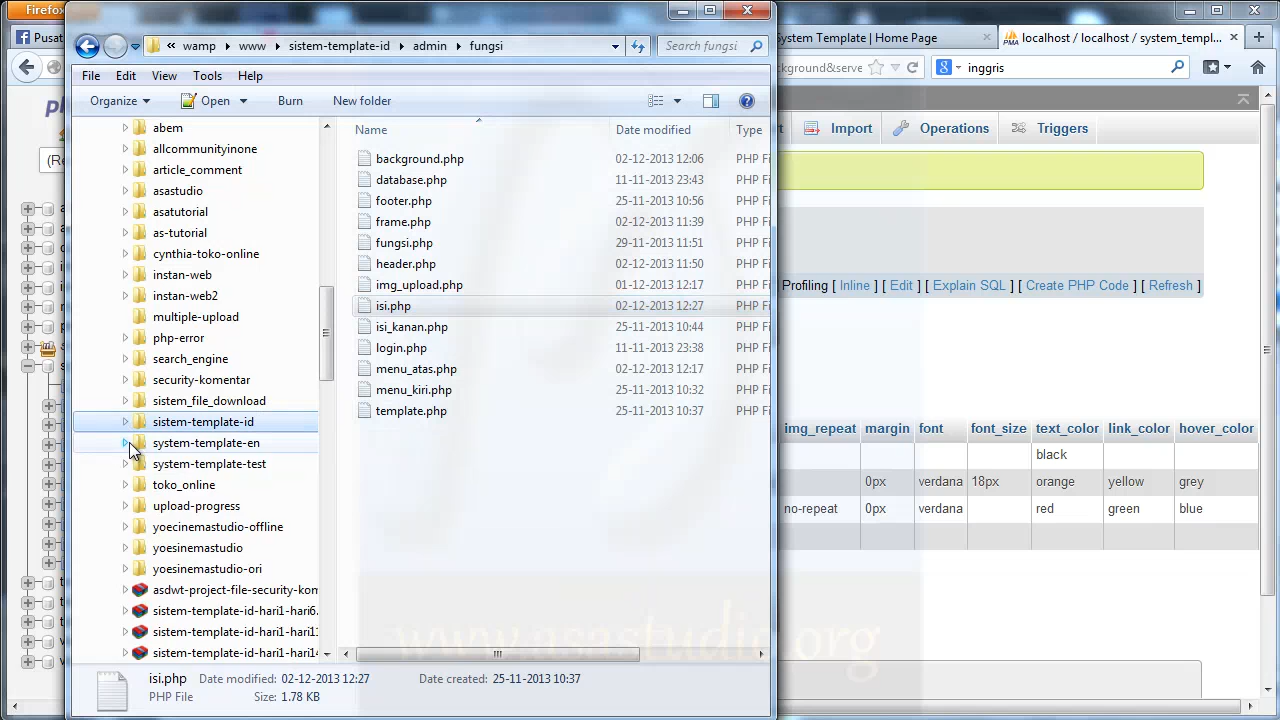 Firefox
Pusat
System Template | Home Page
localhost / localhost / system_templ...
wamp www sistem-template-id admin fungsi
Search fungsi
kground&serve
inggris
File Edit View Tools Help
Organize Open Burn New folder
Import Operations Triggers
abem
allcommunityinone
article_comment
asastudio
asatutorial
as-tutorial
cynthia-toko-online
instan-web
instan-web2
multiple-upload
php-error
search_engine
security-komentar
sistem_file_download
sistem-template-id
system-template-en
system-template-test
toko_online
upload-progress
yoecinemastudio-offline
yoesinemastudio
yoesinemastudio-ori
asdwt-project-file-security-kom
sistem-template-id-hari1-hari6.
sistem-template-id-hari1-hari1
sistem-template-id-hari1-hari14
Name Date modified Type
background.php 02-12-2013 12:06 PHP Fi
database.php 11-11-2013 23:43 PHP Fi
footer.php 25-11-2013 10:56 PHP Fi
frame.php 02-12-2013 11:39 PHP Fi
fungsi.php 29-11-2013 11:51 PHP Fi
header.php 02-12-2013 11:50 PHP Fi
img_upload.php 01-12-2013 12:17 PHP Fi
isi.php 02-12-2013 12:27 PHP Fi
isi_kanan.php 25-11-2013 10:44 PHP Fi
login.php 11-11-2013 23:38 PHP Fi
menu_atas.php 02-12-2013 12:17 PHP Fi
menu_kiri.php 25-11-2013 10:32 PHP Fi
template.php 25-11-2013 10:37 PHP Fi
Profiling [ Inline ] [ Edit ] [ Explain SQL ] [ Create PHP Code ] [ Refresh ]
img_repeat margin font font_size text_color link_color hover_color
black
0px verdana 18px orange yellow grey
no-repeat 0px verdana red green blue
www.asastudio.org
isi.php Date modified: 02-12-2013 12:27 Date created: 25-11-2013 10:37
PHP File Size: 1.78 KB